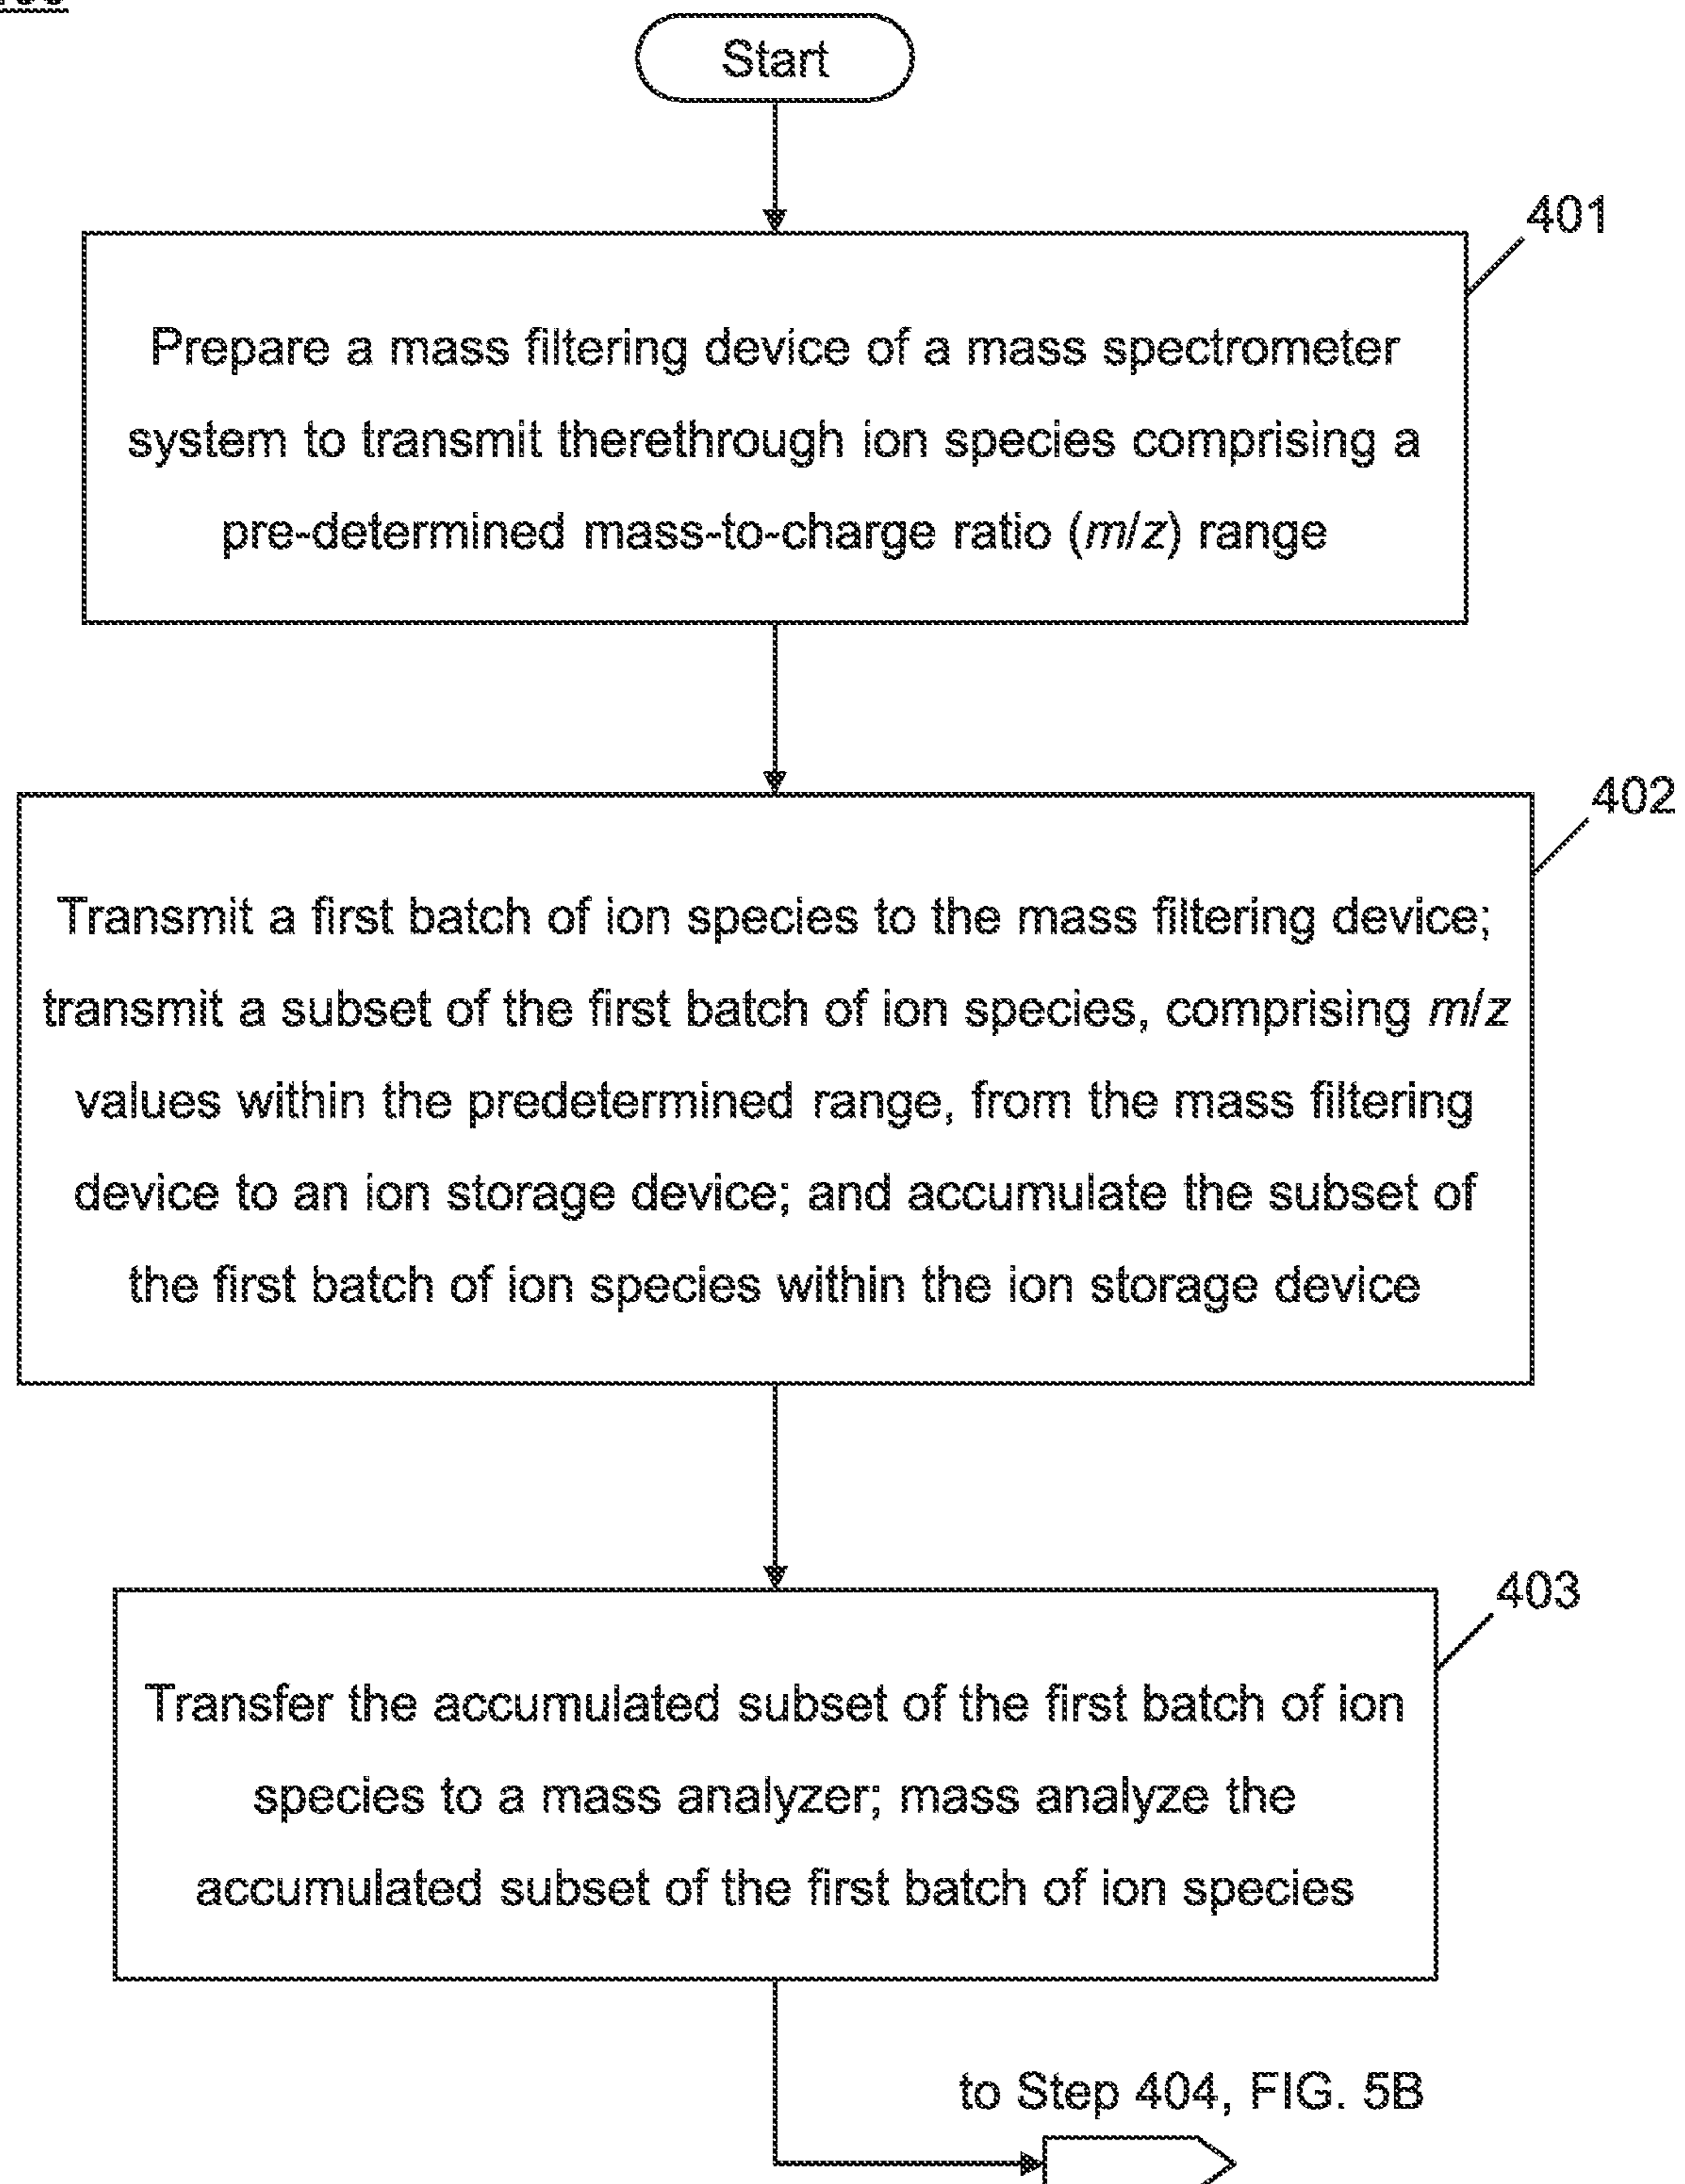 Start
401
Prepare a mass filtering device of a mass spectrometer
system to transmit therethrough ion species comprising a
pre-determined mass-to-charge ratio (m/z) range
402
Transmit a first batch of ion species to the mass filtering device;
transmit a subset of the first batch of ion species, comprising m/z
values within the predetermined range, from the mass filtering
device to an ion storage device; and accumulate the subset of
the first batch of ion species within the ion storage device
403
Transfer the accumulated subset of the first batch of ion
species to a mass analyzer; mass analyze the
accumulated subset of the first batch of ion species
to Step 404, FIG. 5B